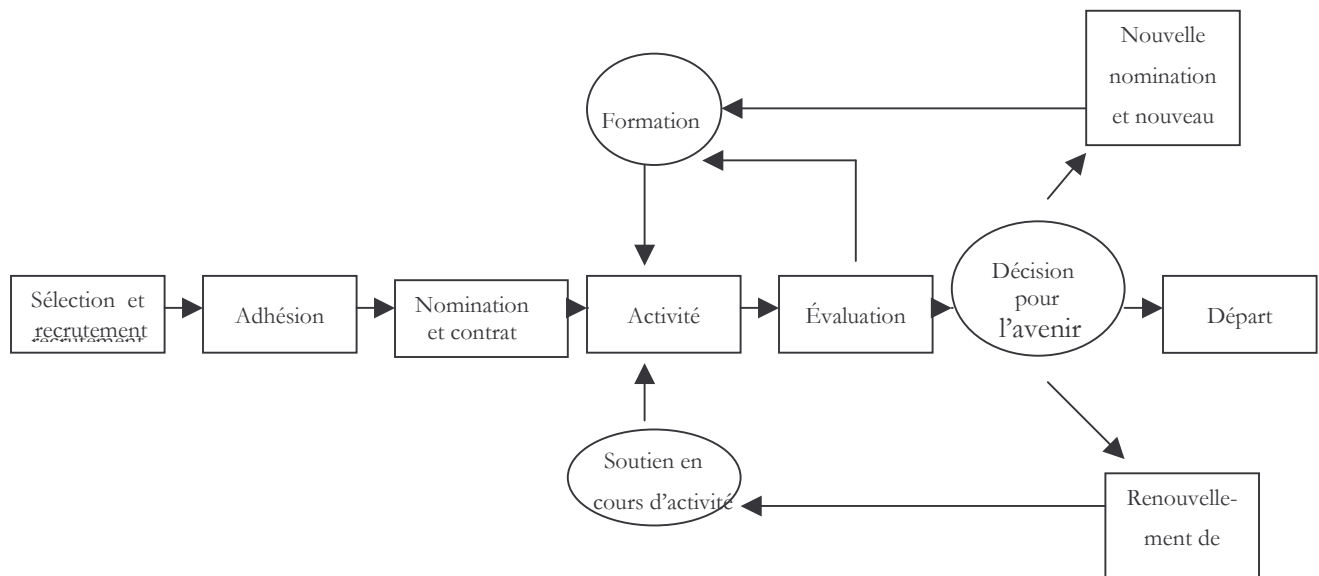 Nouvelle
nomination
et nouveau
Formation
Sélection et
recrutement
Adhésion
Nomination
et contrat
Activité
Évaluation
Décision
pour
l'avenir
Départ
Soutien en
cours d'activité
Renouvelle-
ment de